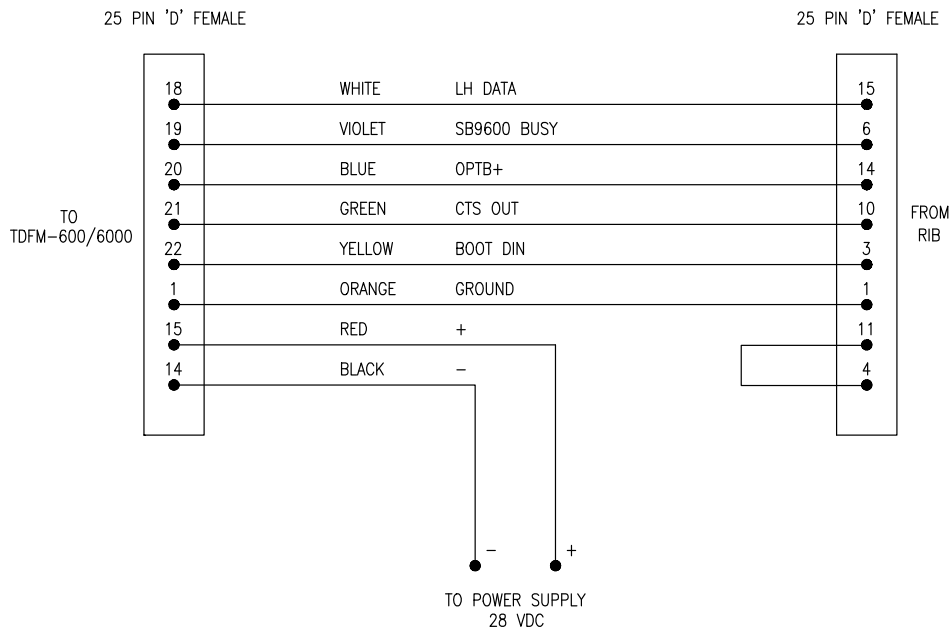 25 PIN 'D' FEMALE
25 PIN 'D' FEMALE
18 WHITE LH DATA 15
19 VIOLET SB9600 BUSY 6
20 BLUE OPTB+ 14
21 GREEN CTS OUT 10
TO
TDFM-600/6000
FROM
RIB
22 YELLOW BOOT DIN 3
1 ORANGE GROUND 1
15 RED + 11
14 BLACK - 4
- +
TO POWER SUPPLY
28 VDC